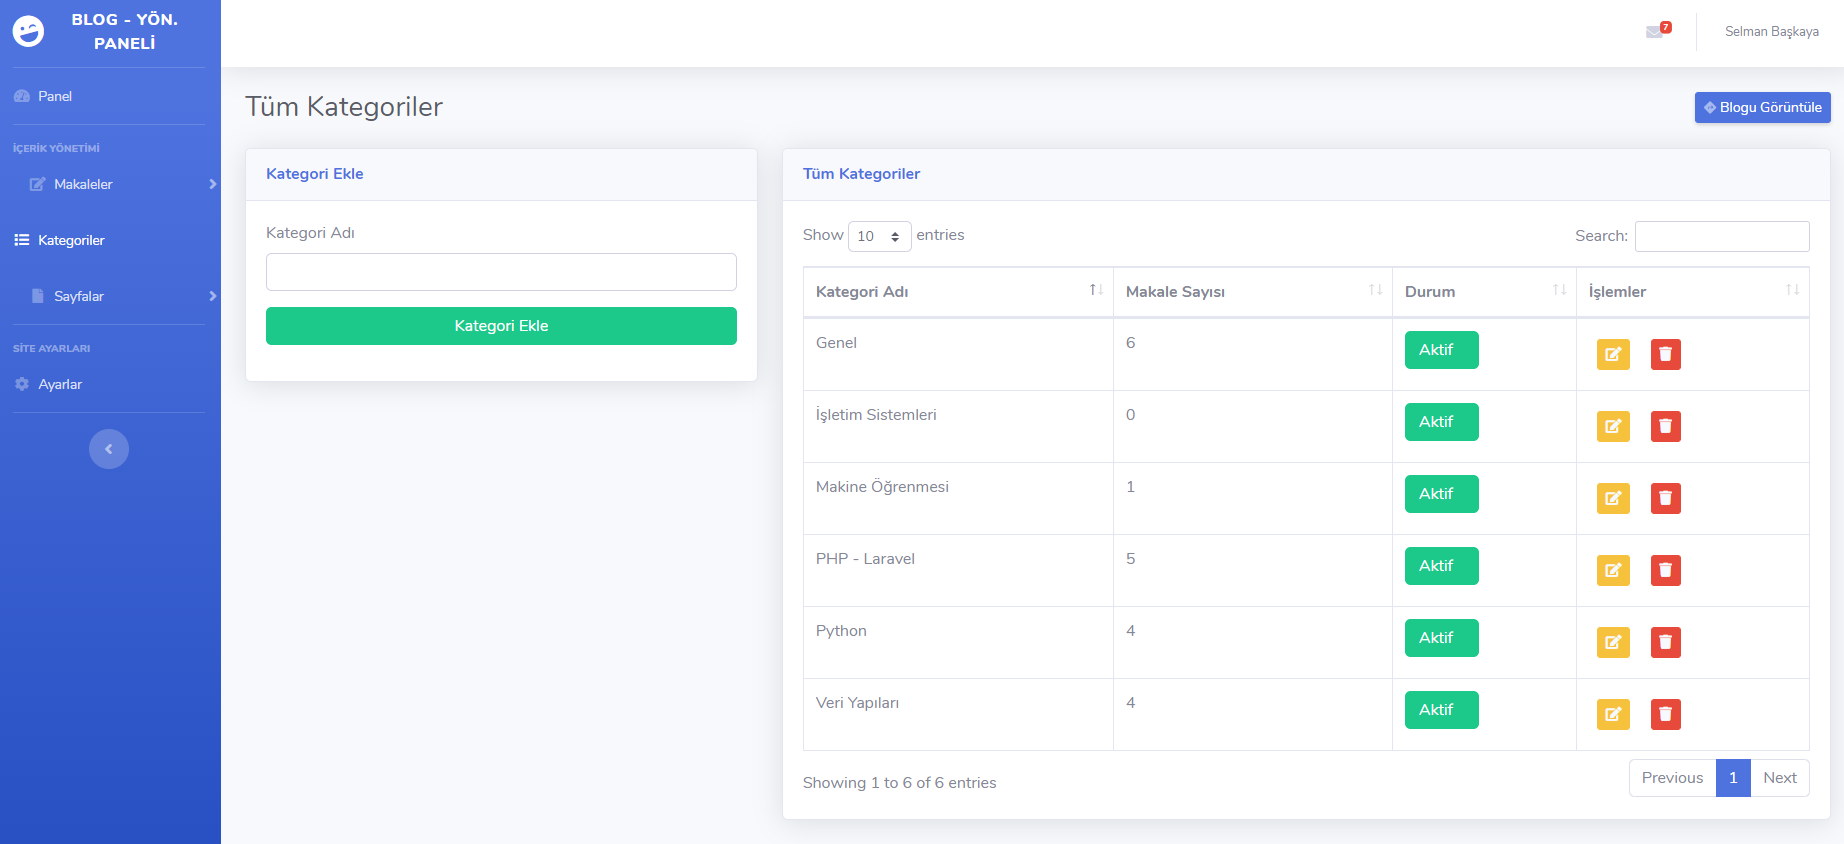 BLOG - YÖN.
PANELİ
Panel
İÇERİK YÖNETİMİ
Makaleler
Kategoriler
Sayfalar
SİTE AYARLARI
Ayarlar
7
Selman Başkaya
Tüm Kategoriler
Blogu Görüntüle
Kategori Ekle
Kategori Adı
Kategori Ekle
Tüm Kategoriler
Show 10 entries
Search:
Kategori Adı Makale Sayısı Durum İşlemler
Genel 6 Aktif
İşletim Sistemleri 0 Aktif
Makine Öğrenmesi 1 Aktif
PHP - Laravel 5 Aktif
Python 4 Aktif
Veri Yapıları 4 Aktif
Showing 1 to 6 of 6 entries
Previous 1 Next